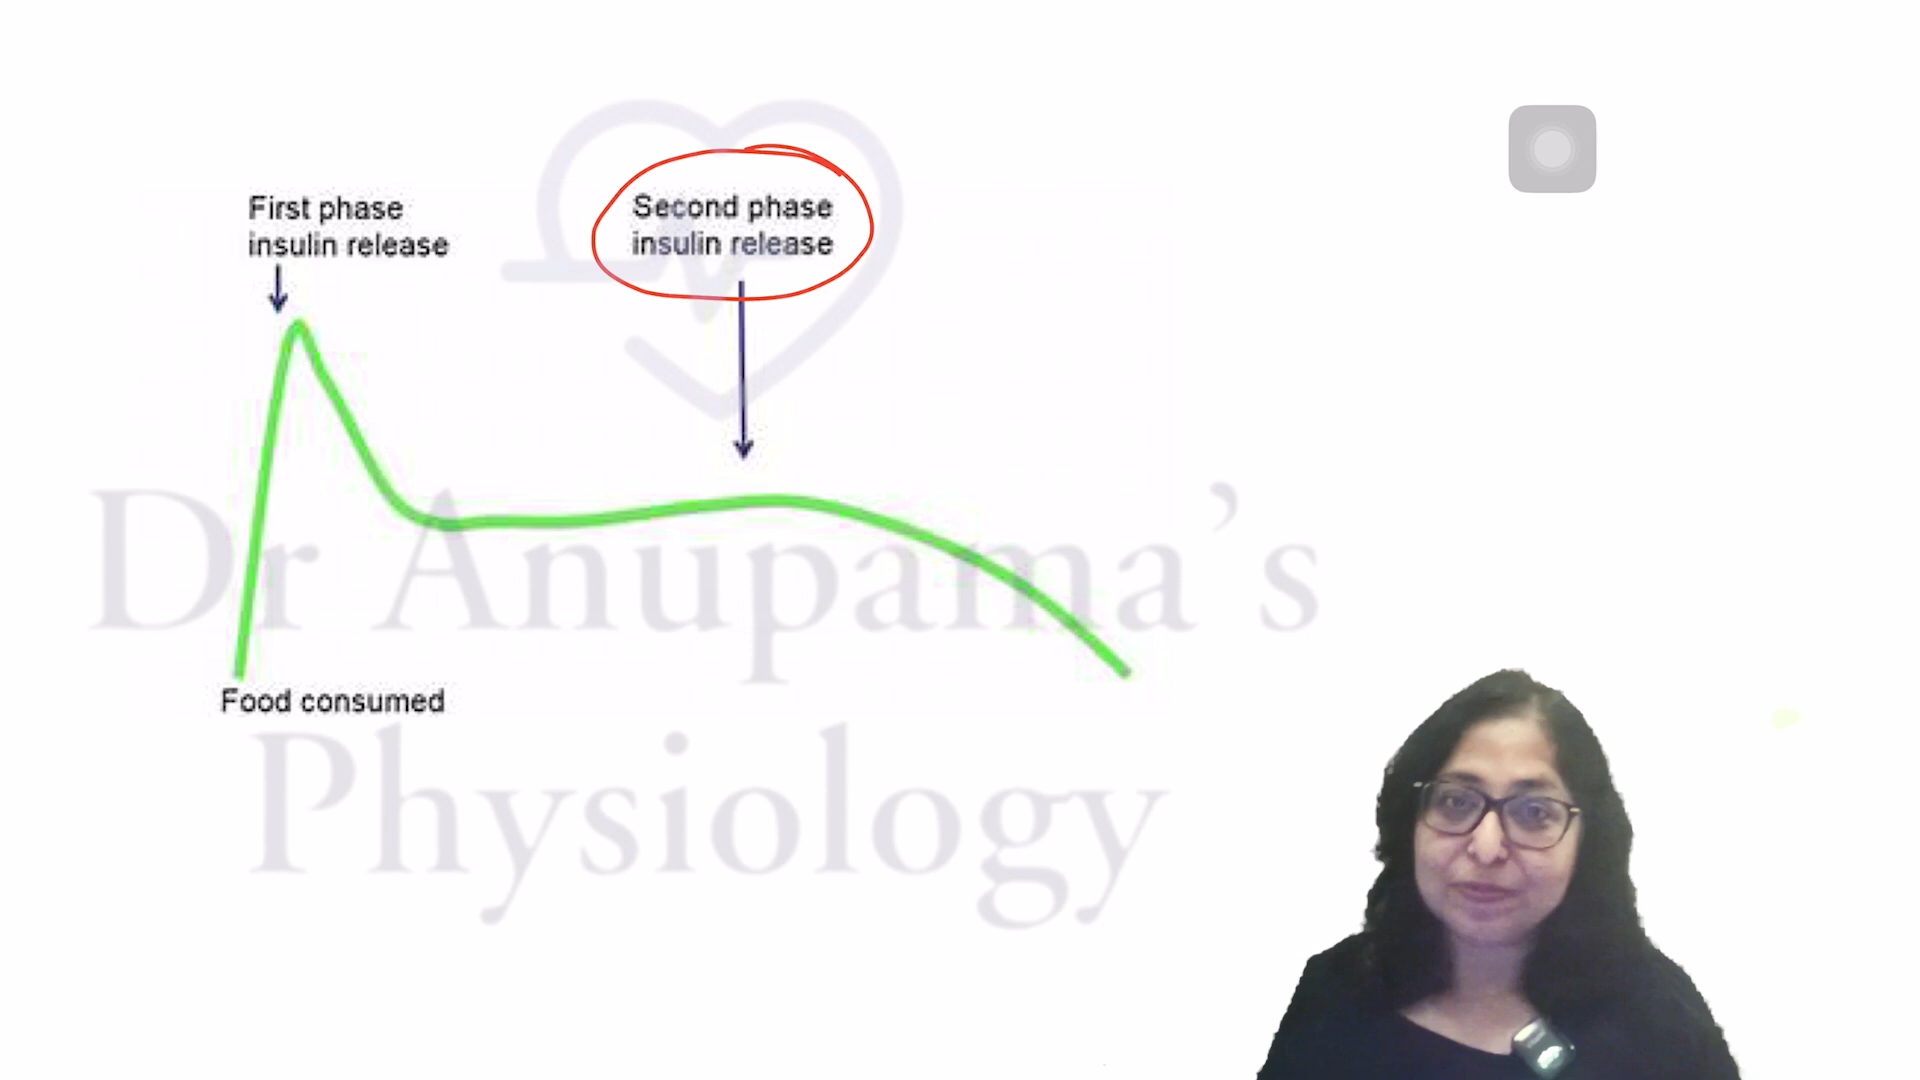 First phase
insulin release
Second phase
insulin release
Food consumed
Dr Anupama’s
Physiology